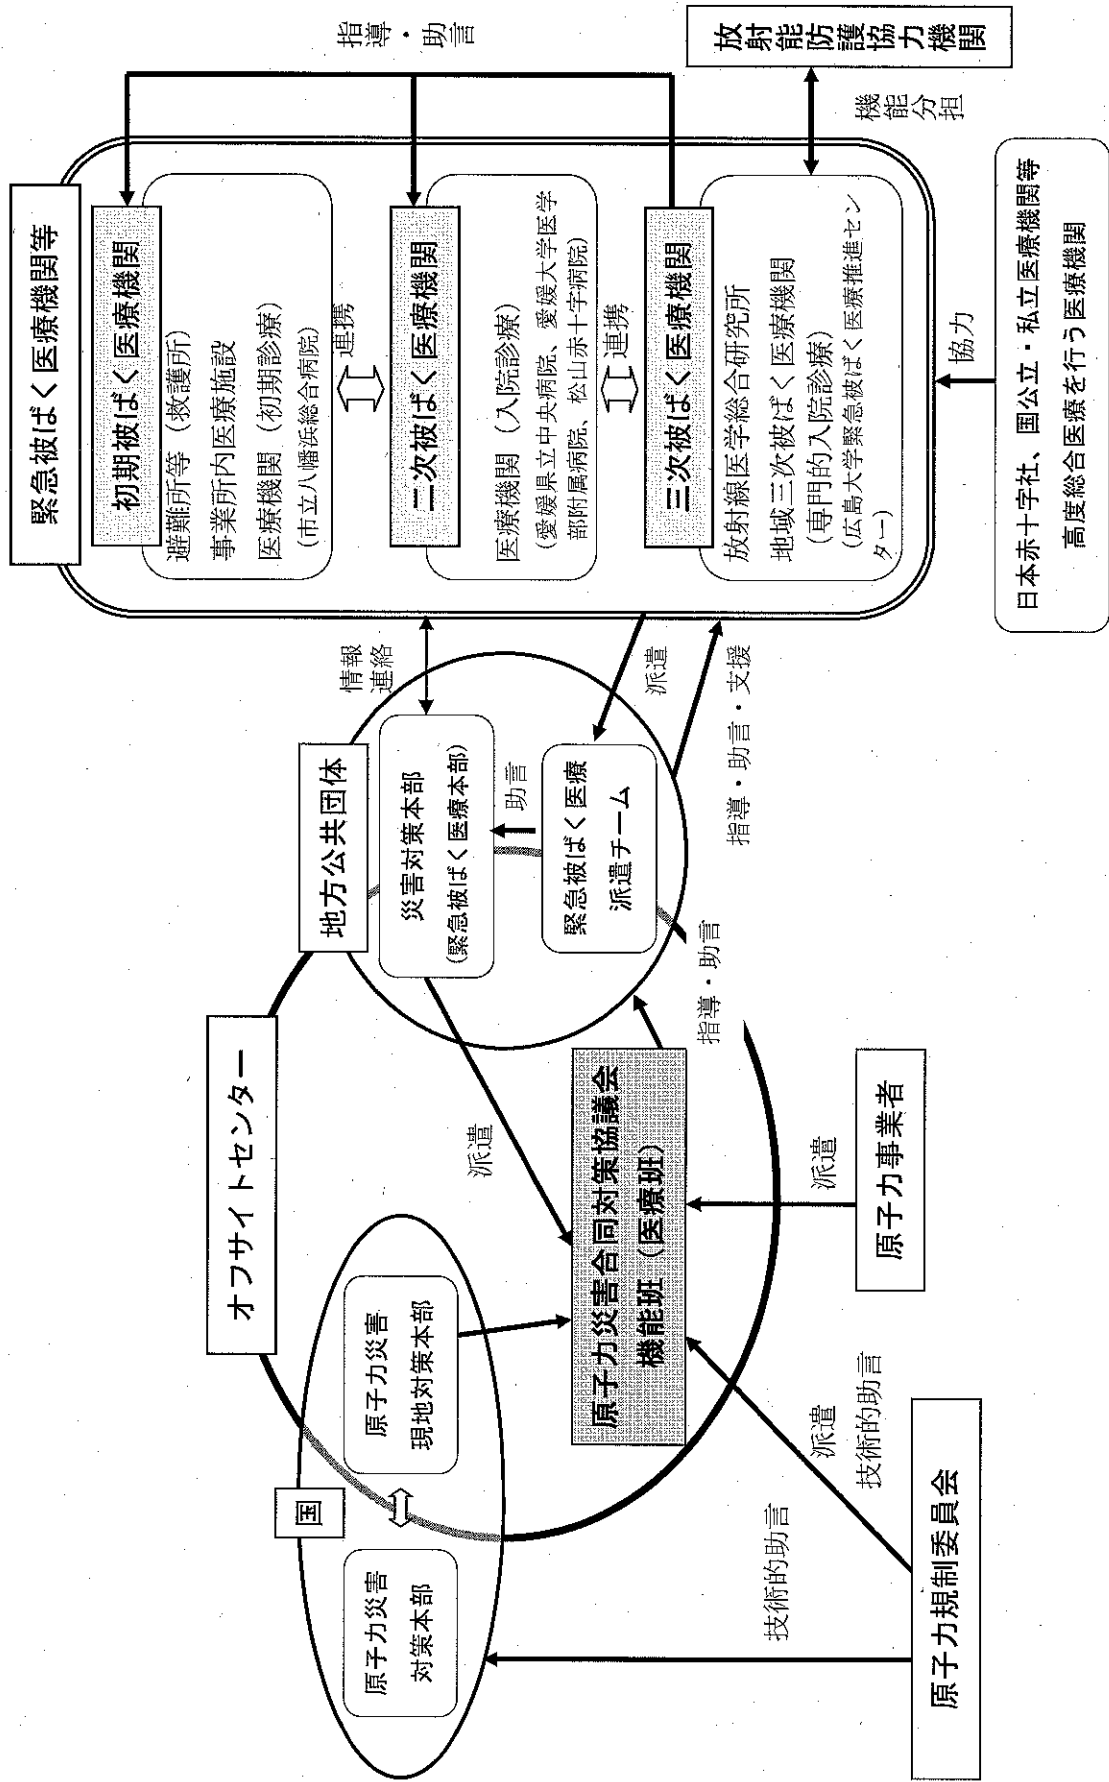 オフサイトセンター
国
原子力災害
対策本部
原子力災害
現地対策本部
地方公共団体
災害対策本部
(緊急被ばく医療本部)
助言
緊急被ばく医療
派遣チーム
派遣
原子力災害合同対策協議会
機能班(医療班)
指導・助言
技術的助言
派遣
技術的助言
派遣
原子力規制委員会
原子力事業者
情報
連絡
派遣
指導・助言・支援
緊急被ばく医療機関等
初期被ばく医療機関
避難所等(救護所)
事業所内医療施設
医療機関(初期診療)
(市立八幡浜総合病院)
連携
二次被ばく医療機関
医療機関(入院診療)
(愛媛県立中央病院、愛媛大学医学
部附属病院、松山赤十字病院)
連携
三次被ばく医療機関
放射線医学総合研究所
地域三次被ばく医療機関
(専門的入院診療)
(広島大学緊急被ばく医療推進セン
ター)
指導・助言
機能分担
放射能防護協力機関
協力
日本赤十字社、国公立・私立医療機関等
高度総合医療を行う医療機関